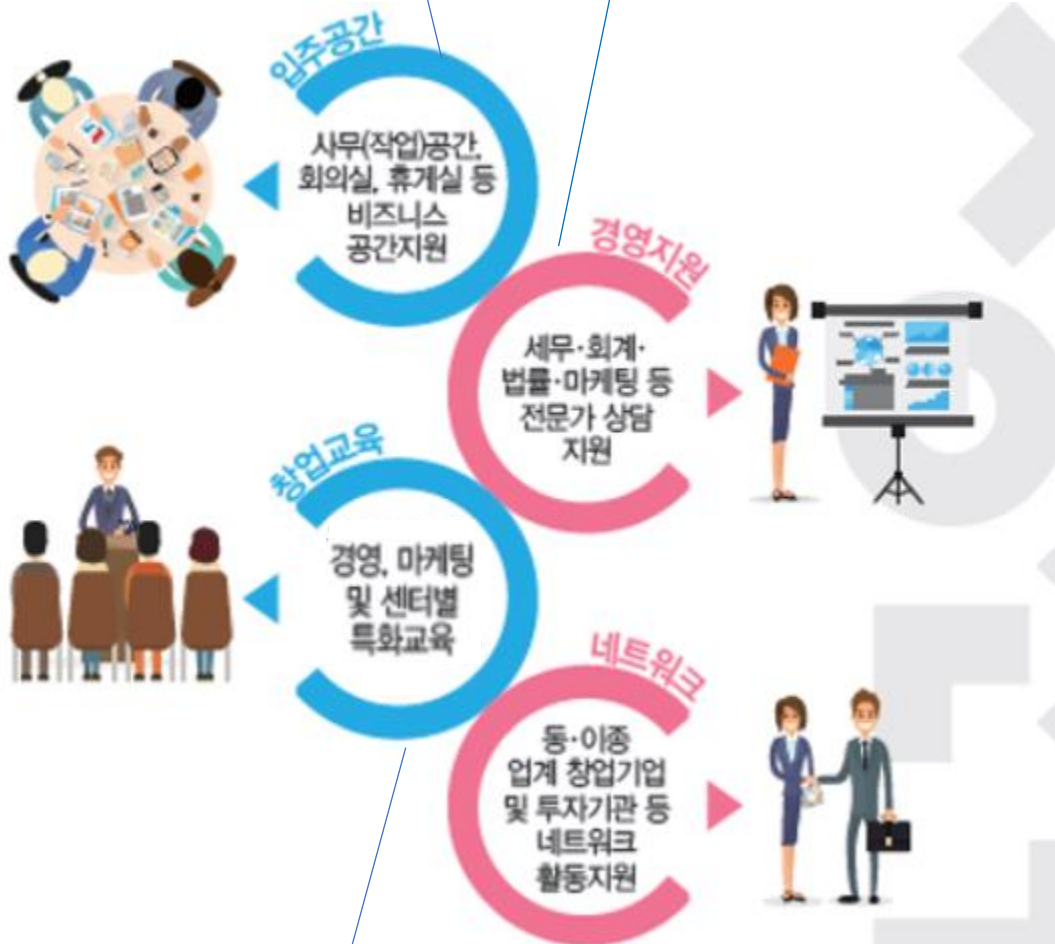 입주공간
사무(작업)공간,
회의실, 휴게실 등
비즈니스
공간지원
경영지원
세무·회계·
법률·마케팅 등
전문가 상담
지원
창업교육
경영, 마케팅
및 센터별
특화교육
네트워크
동·이종
업계 창업기업
및 투자기관 등
네트워크
활동지원